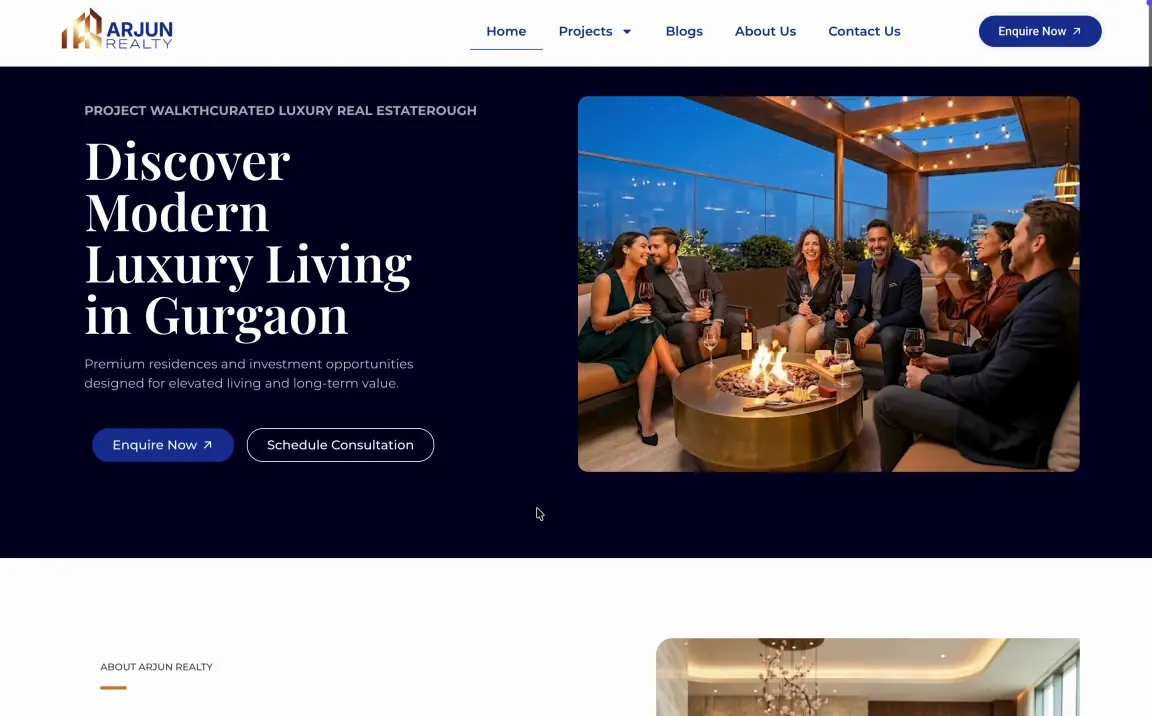 ARJUN
REALTY
Home
Projects
Blogs
About Us
Contact Us
Enquire Now
PROJECT WALKTHCURATED LUXURY REAL ESTATEROUGH
Discover
Modern
Luxury Living
in Gurgaon
Premium residences and investment opportunities
designed for elevated living and long-term value.
Enquire Now
Schedule Consultation
ABOUT ARJUN REALTY